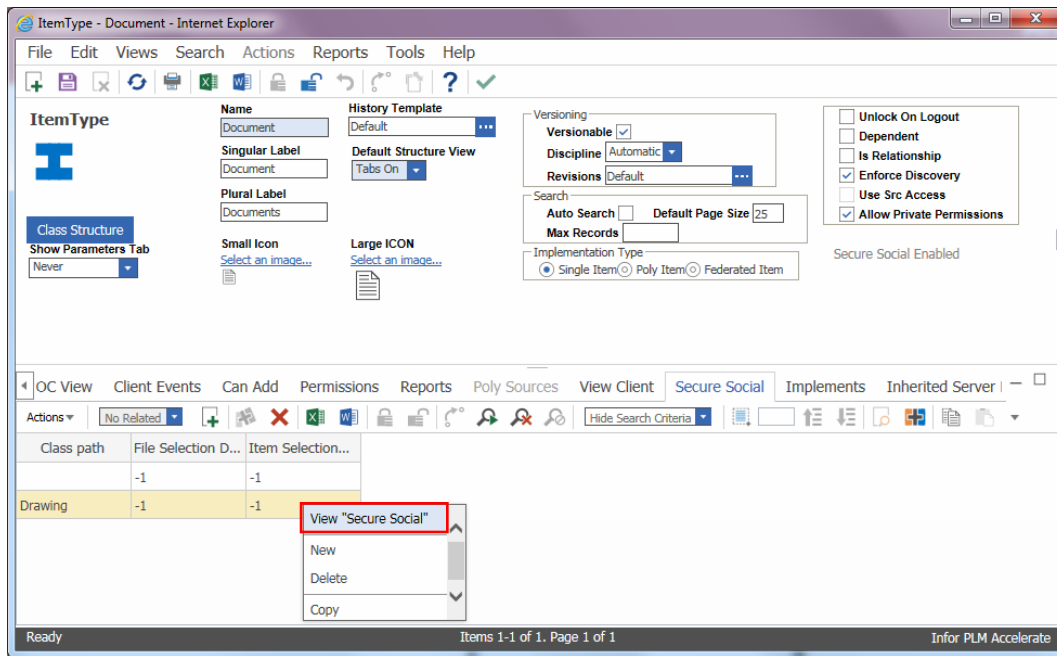 ItemType - Document - Internet Explorer
File Edit Views Search Actions Reports Tools Help
ItemType
Name
Document
Singular Label
Document
Plural Label
Documents
Class Structure
Show Parameters Tab
Never
Small Icon
Select an image...
History Template
Default
Default Structure View
Tabs On
Large ICON
Select an image...
Versioning
Versionable
Discipline Automatic
Revisions Default
Search
Auto Search Default Page Size 25
Max Records
Implementation Type
Single Item Poly Item Federated Item
Unlock On Logout
Dependent
Is Relationship
Enforce Discovery
Use Src Access
Allow Private Permissions
Secure Social Enabled
OC View Client Events Can Add Permissions Reports Poly Sources View Client Secure Social Implements Inherited Server
Actions No Related Hide Search Criteria
Class path File Selection D... Item Selection...
-1 -1
Drawing -1 -1
View "Secure Social"
New
Delete
Copy
Ready Items 1-1 of 1. Page 1 of 1 Infor PLM Accelerate